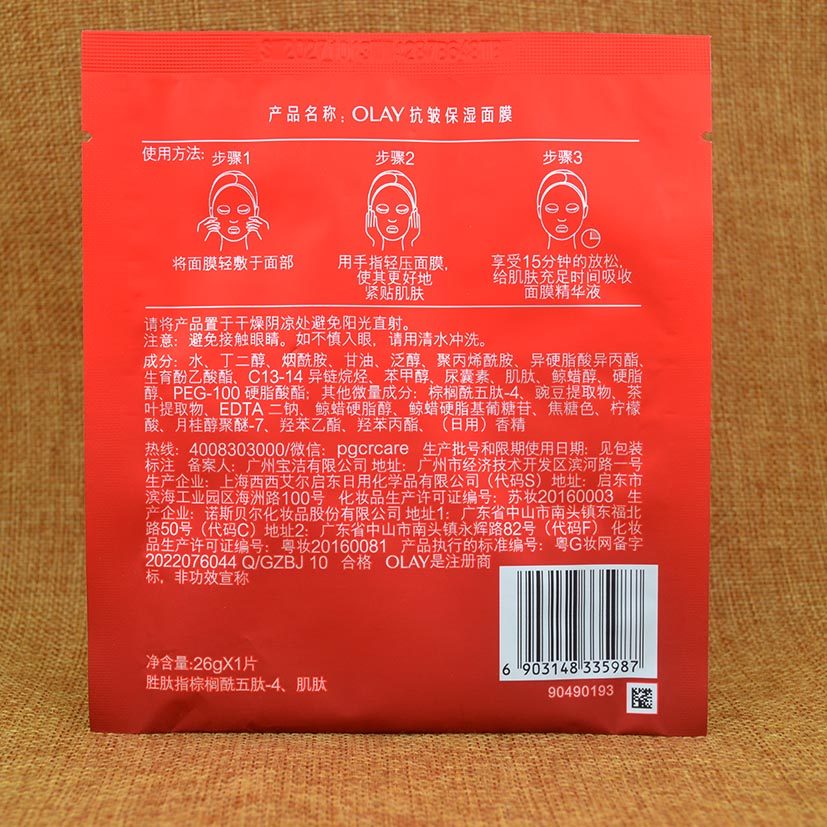 产品名称：OLAY抗皱保湿面膜
使用方法: 步骤1 步骤2 步骤3
将面膜轻敷于面部
用手指轻压面膜，
使其更好地
紧贴肌肤
享受15分钟的放松，
给肌肤充足时间吸收
面膜精华液
请将产品置于干燥阴凉处避免阳光直射。
注意：避免接触眼睛。如不慎入眼，请用清水冲洗。
成分：水、丁二醇、烟酰胺、甘油、泛醇、聚丙烯酰胺、异硬脂酸异丙酯、
生育酚乙酸酯、C13-14 异链烷烃、苯甲醇、尿囊素、肌肽、鲸蜡醇、硬脂
醇、PEG-100 硬脂酸酯；其他微量成分：棕榈酰五肽-4、豌豆提取物、茶
叶提取物、EDTA 二钠、鲸蜡硬脂醇、鲸蜡硬脂基葡糖苷、焦糖色、柠檬
酸、月桂醇聚醚-7、羟苯乙酯、羟苯丙酯、（日用）香精
热线：4008303000/微信：pgcrcare 生产批号和限期使用日期：见包装
标注 备案人：广州宝洁有限公司 地址：广州市经济技术开发区滨河路一号
生产企业：上海西西艾尔启东日用化学品有限公司（代码S）地址：启东市
滨海工业园区海洲路100号 化妆品生产许可证编号：苏妆20160003 生
产企业：诺斯贝尔化妆品股份有限公司 地址1：广东省中山市南头镇东福北
路50号（代码C）地址2：广东省中山市南头镇永辉路82号（代码F） 化妆
品生产许可证编号：粤妆20160081 产品执行的标准编号：粤G妆网备字
2022076044 Q/GZBJ 10 合格 OLAY是注册商
标，非功效宣称
净含量:26gX1片
胜肽指棕榈酰五肽-4、肌肽
6 903148 335987
90490193